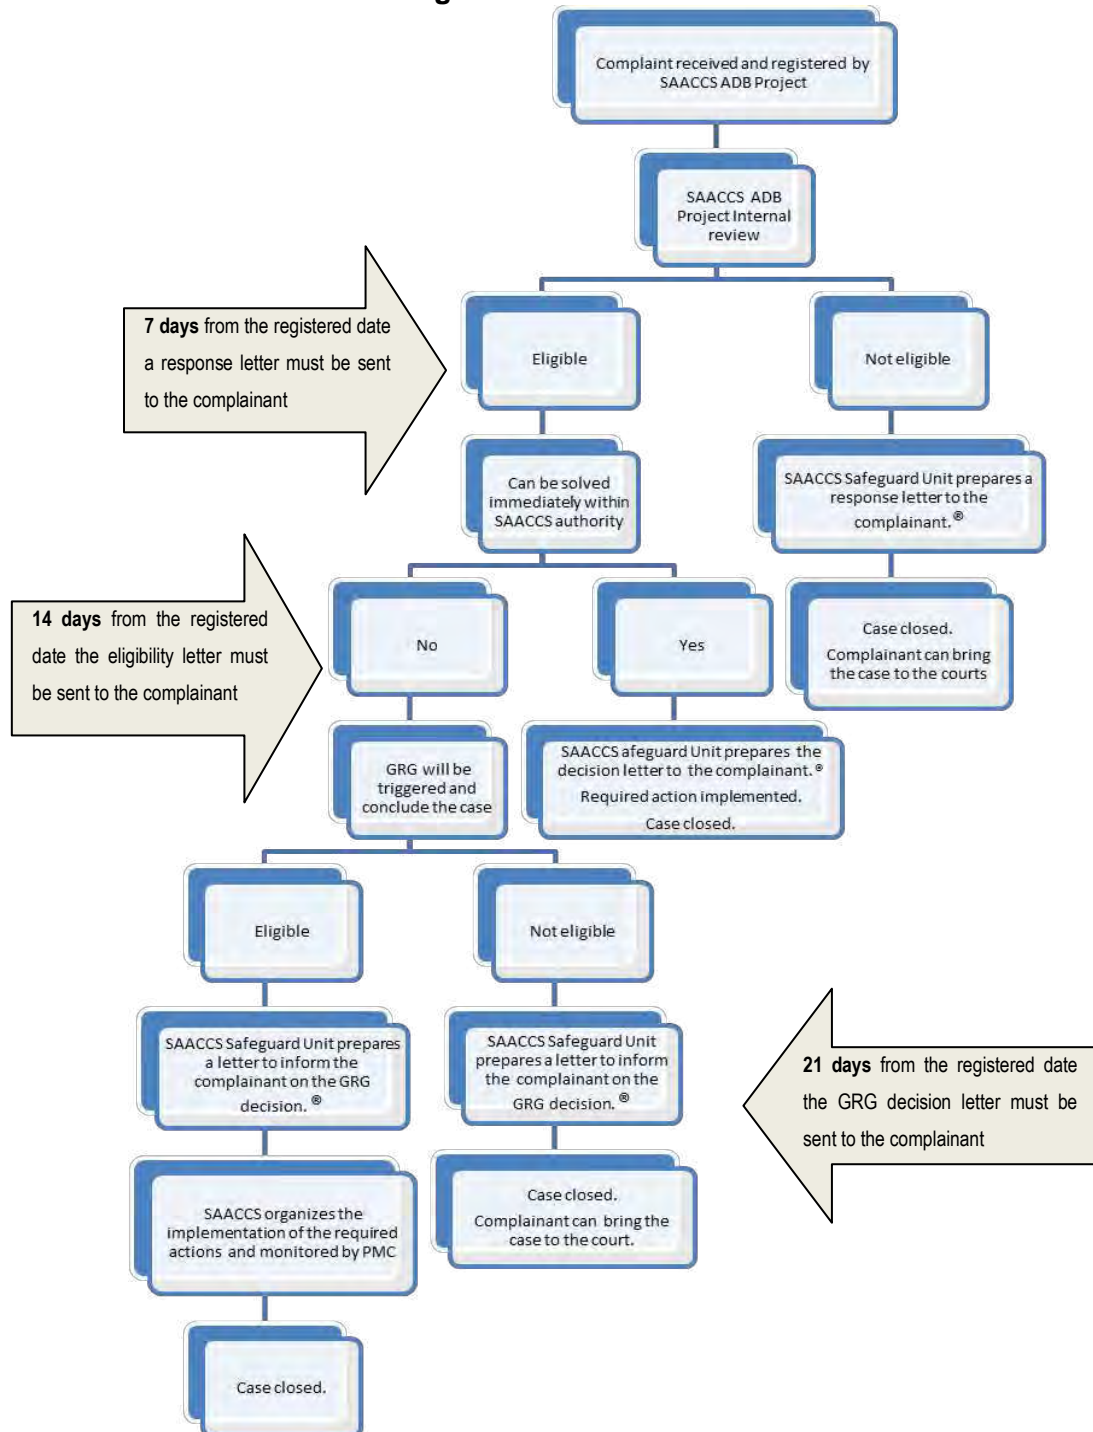 Complaint received and registered by
SAACCS ADB Project
SAACCS ADB
Project Internal
review
7 days from the registered date
a response letter must be sent
to the complainant
Eligible
Not eligible
Can be solved
immediately within
SAACCS authority
SAACCS Safeguard Unit prepares a
response letter to the
complainant. ®
14 days from the registered
date the eligibility letter must
be sent to the complainant
No
Yes
Case closed.
Complainant can bring
the case to the courts
GRG will be
triggered and
conclude the case
SAACCS afeguard Unit prepares the
decision letter to the complainant. ®
Required action implemented.
Case closed.
Eligible
Not eligible
SAACCS Safeguard Unit prepares
a letter to inform the
complainant on the GRG
decision. ®
SAACCS Safeguard Unit
prepares a letter to inform
the complainant on the
GRG decision. ®
21 days from the registered date
the GRG decision letter must be
sent to the complainant
SAACCS organizes the
implementation of the required
actions and monitored by PMC
Case closed.
Complainant can bring the
case to the court.
Case closed.